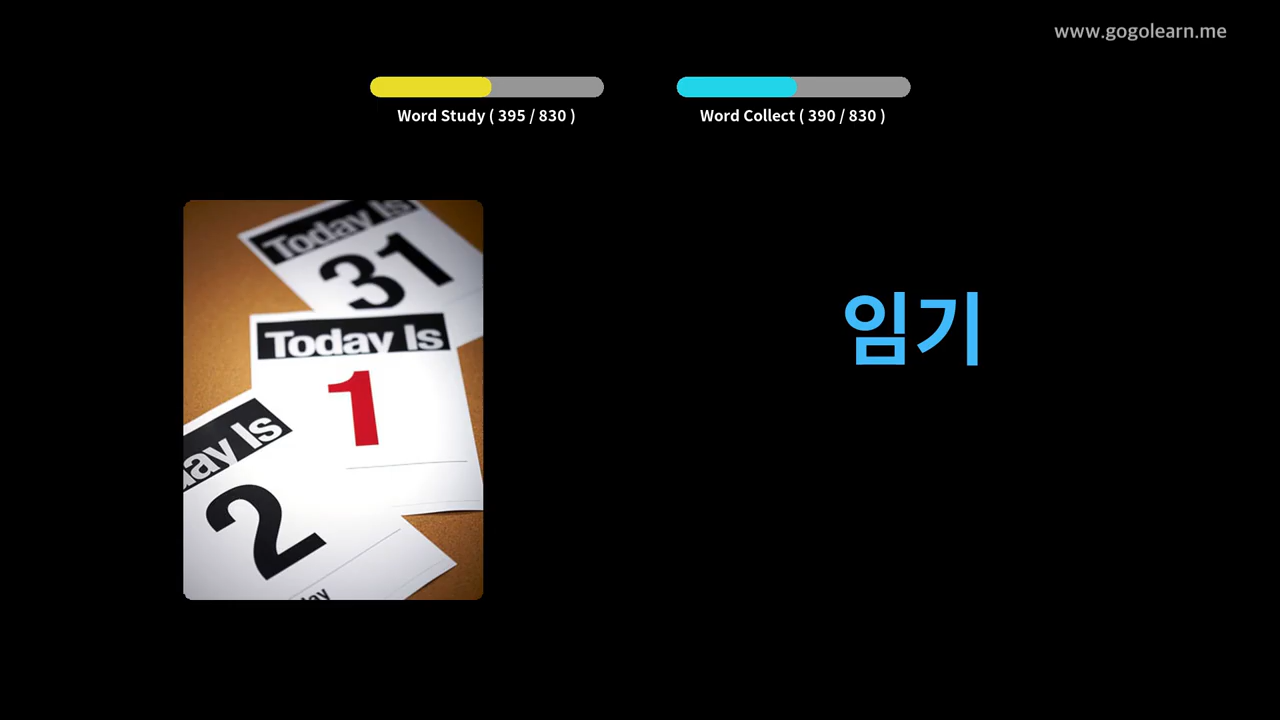 www.gogolearn.me
Word Study ( 395 / 830 )
Word Collect ( 390 / 830 )
Today Is
31
Today Is
1
ay Is
2
ay
임기